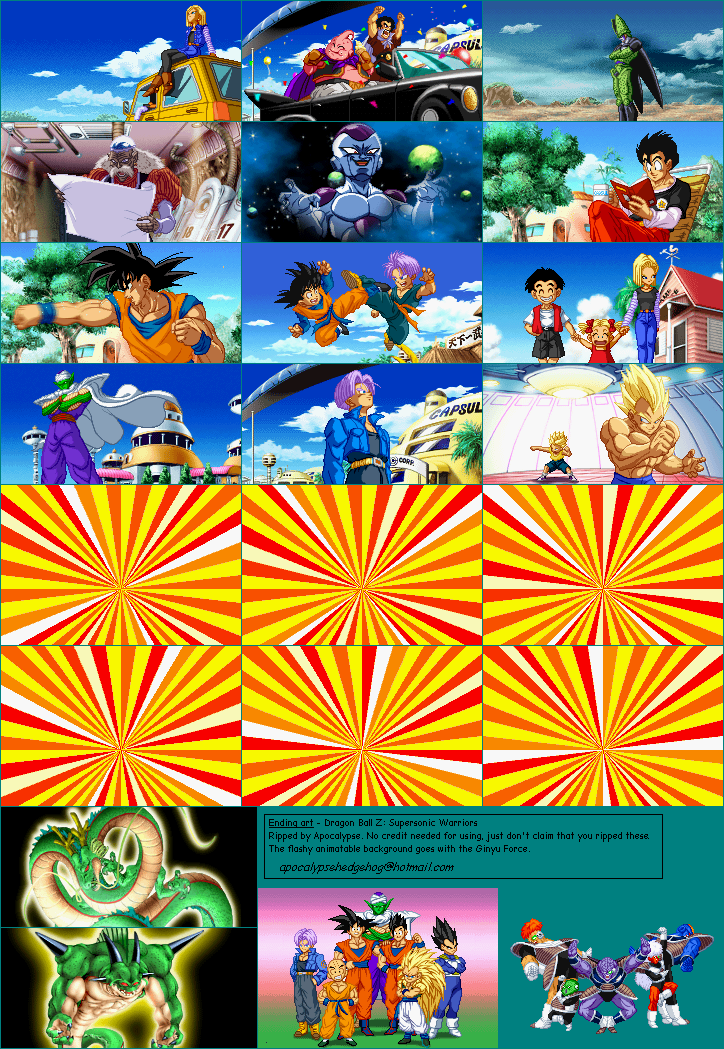 CAPSUL
18
17
天下一武
CAPSUL
CORP.
Ending art - Dragon Ball Z: Supersonic Warriors
Ripped by Apocalypse. No credit needed for using, just don't claim that you ripped these.
The flashy animatable background goes with the Ginyu Force.
apocalypsehedgehog@hotmail.com